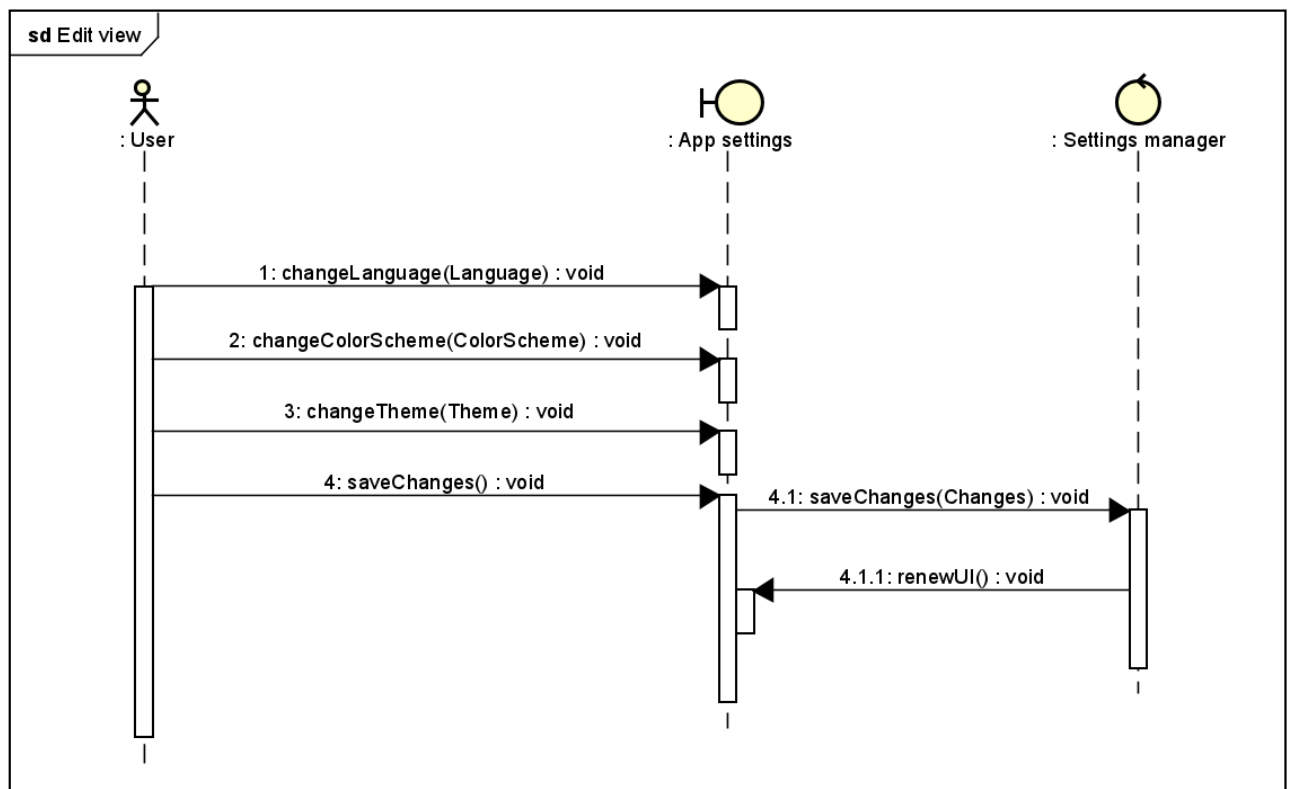 sd Edit view
: User
: App settings
: Settings manager
1: changeLanguage(Language) : void
2: changeColorScheme(ColorScheme) : void
3: changeTheme(Theme) : void
4: saveChanges() : void
4.1: saveChanges(Changes) : void
4.1.1: renewUI() : void